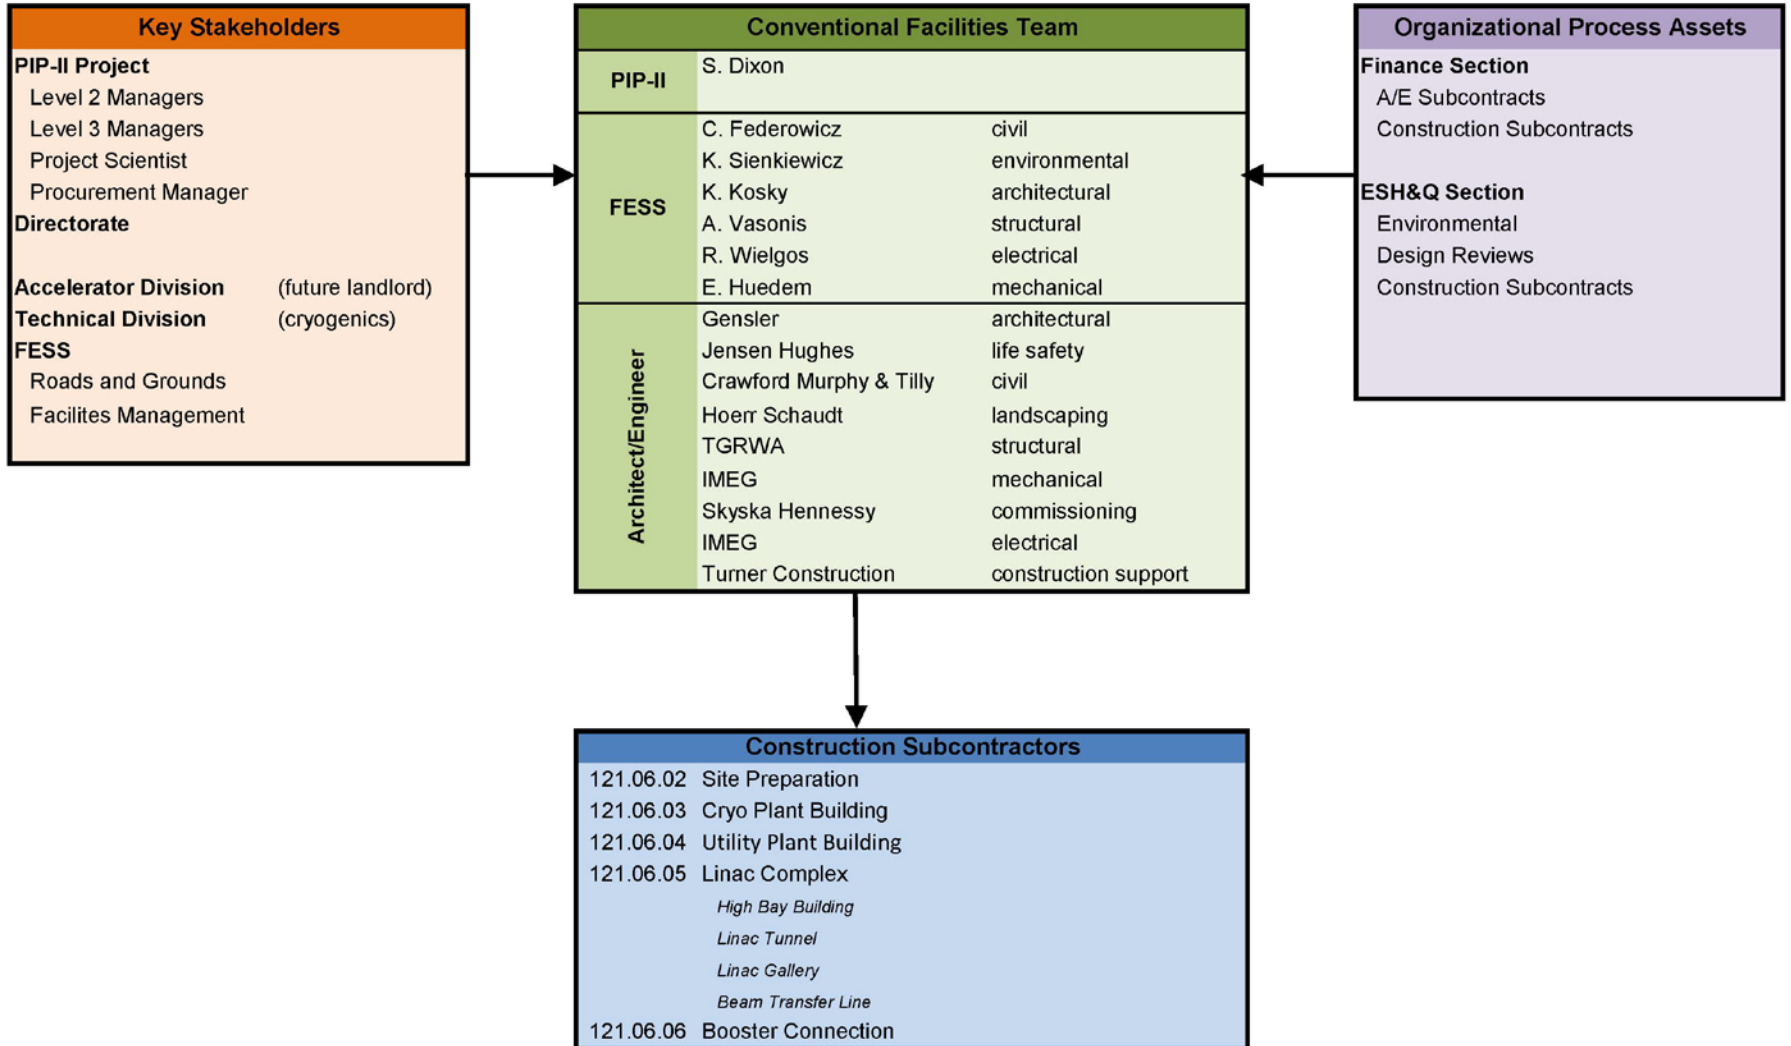 Key Stakeholders
PIP-II Project
Level 2 Managers
Level 3 Managers
Project Scientist
Procurement Manager
Directorate
Accelerator Division (future landlord)
Technical Division (cryogenics)
FESS
Roads and Grounds
Facilites Management
Conventional Facilities Team
PIP-II
S. Dixon
FESS
C. Federowicz civil
K. Sienkiewicz environmental
K. Kosky architectural
A. Vasonis structural
R. Wielgos electrical
E. Huedem mechanical
Architect/Engineer
Gensler architectural
Jensen Hughes life safety
Crawford Murphy & Tilly civil
Hoerr Schaudt landscaping
TGRWA structural
IMEG mechanical
Skyska Hennessy commissioning
IMEG electrical
Turner Construction construction support
Organizational Process Assets
Finance Section
A/E Subcontracts
Construction Subcontracts
ESH&Q Section
Environmental
Design Reviews
Construction Subcontracts
Construction Subcontractors
121.06.02 Site Preparation
121.06.03 Cryo Plant Building
121.06.04 Utility Plant Building
121.06.05 Linac Complex
High Bay Building
Linac Tunnel
Linac Gallery
Beam Transfer Line
121.06.06 Booster Connection